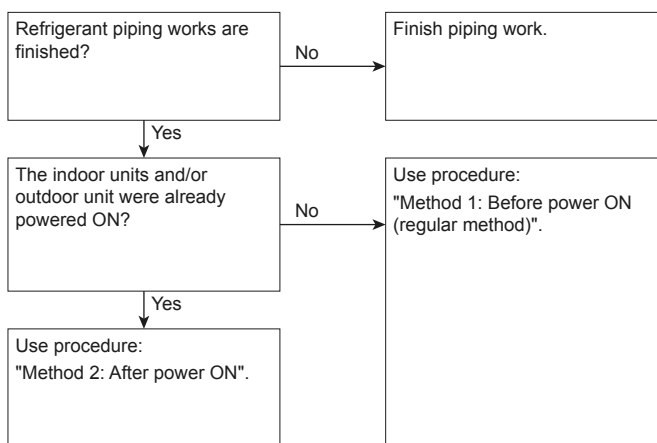 Refrigerant piping works are
finished?
No
Finish piping work.
Yes
The indoor units and/or
outdoor unit were already
powered ON?
No
Use procedure:
"Method 1: Before power ON
(regular method)".
Yes
Use procedure:
"Method 2: After power ON".